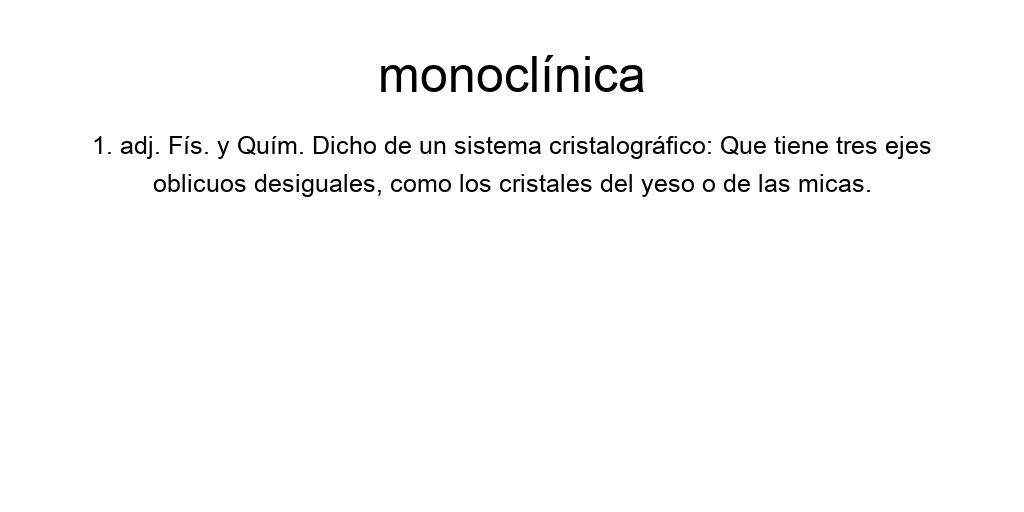 monoclínica
1. adj. Fís. y Quím. Dicho de un sistema cristalográfico: Que tiene tres ejes
oblicuos desiguales, como los cristales del yeso o de las micas.